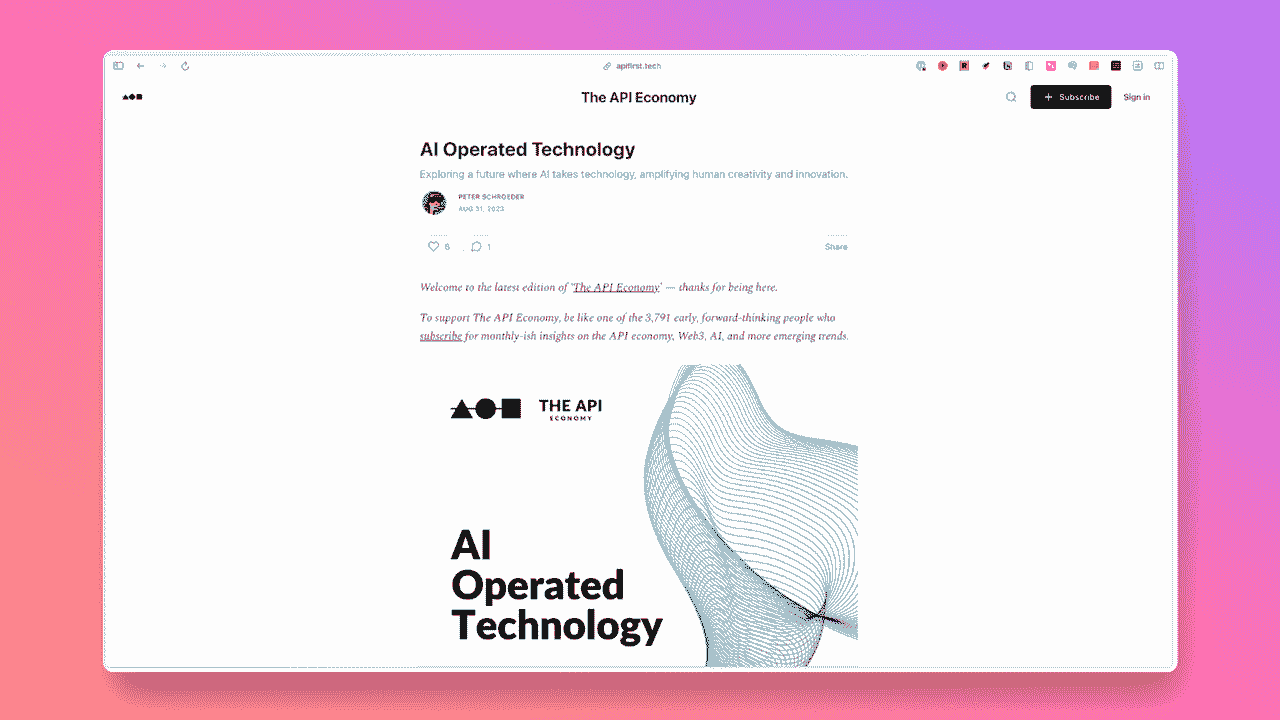 apifirst.tech
The API Economy
Subscribe
Sign in
AI Operated Technology
Exploring a future where AI takes technology, amplifying human creativity and innovation.
PETER SCHROEDER
AUG 31, 2023
6
1
Share
Welcome to the latest edition of 'The API Economy' — thanks for being here.
To support The API Economy, be like one of the 3,791 early, forward-thinking people who
subscribe for monthly-ish insights on the API economy, Web3, AI, and more emerging trends.
THE API
ECONOMY
AI
Operated
Technology